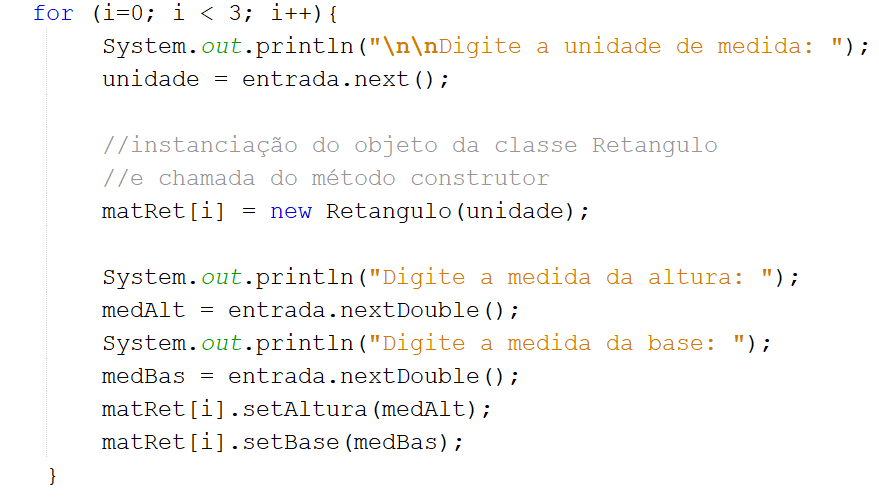 for (i=0; i < 3; i++){
System.out.println("\n\nDigite a unidade de medida: ");
unidade = entrada.next();
//instanciação do objeto da classe Retangulo
//e chamada do método construtor
matRet[i] = new Retangulo(unidade);
System.out.println("Digite a medida da altura: ");
medAlt = entrada.nextDouble();
System.out.println("Digite a medida da base: ");
medBas = entrada.nextDouble();
matRet[i].setAltura(medAlt);
matRet[i].setBase(medBas);
}